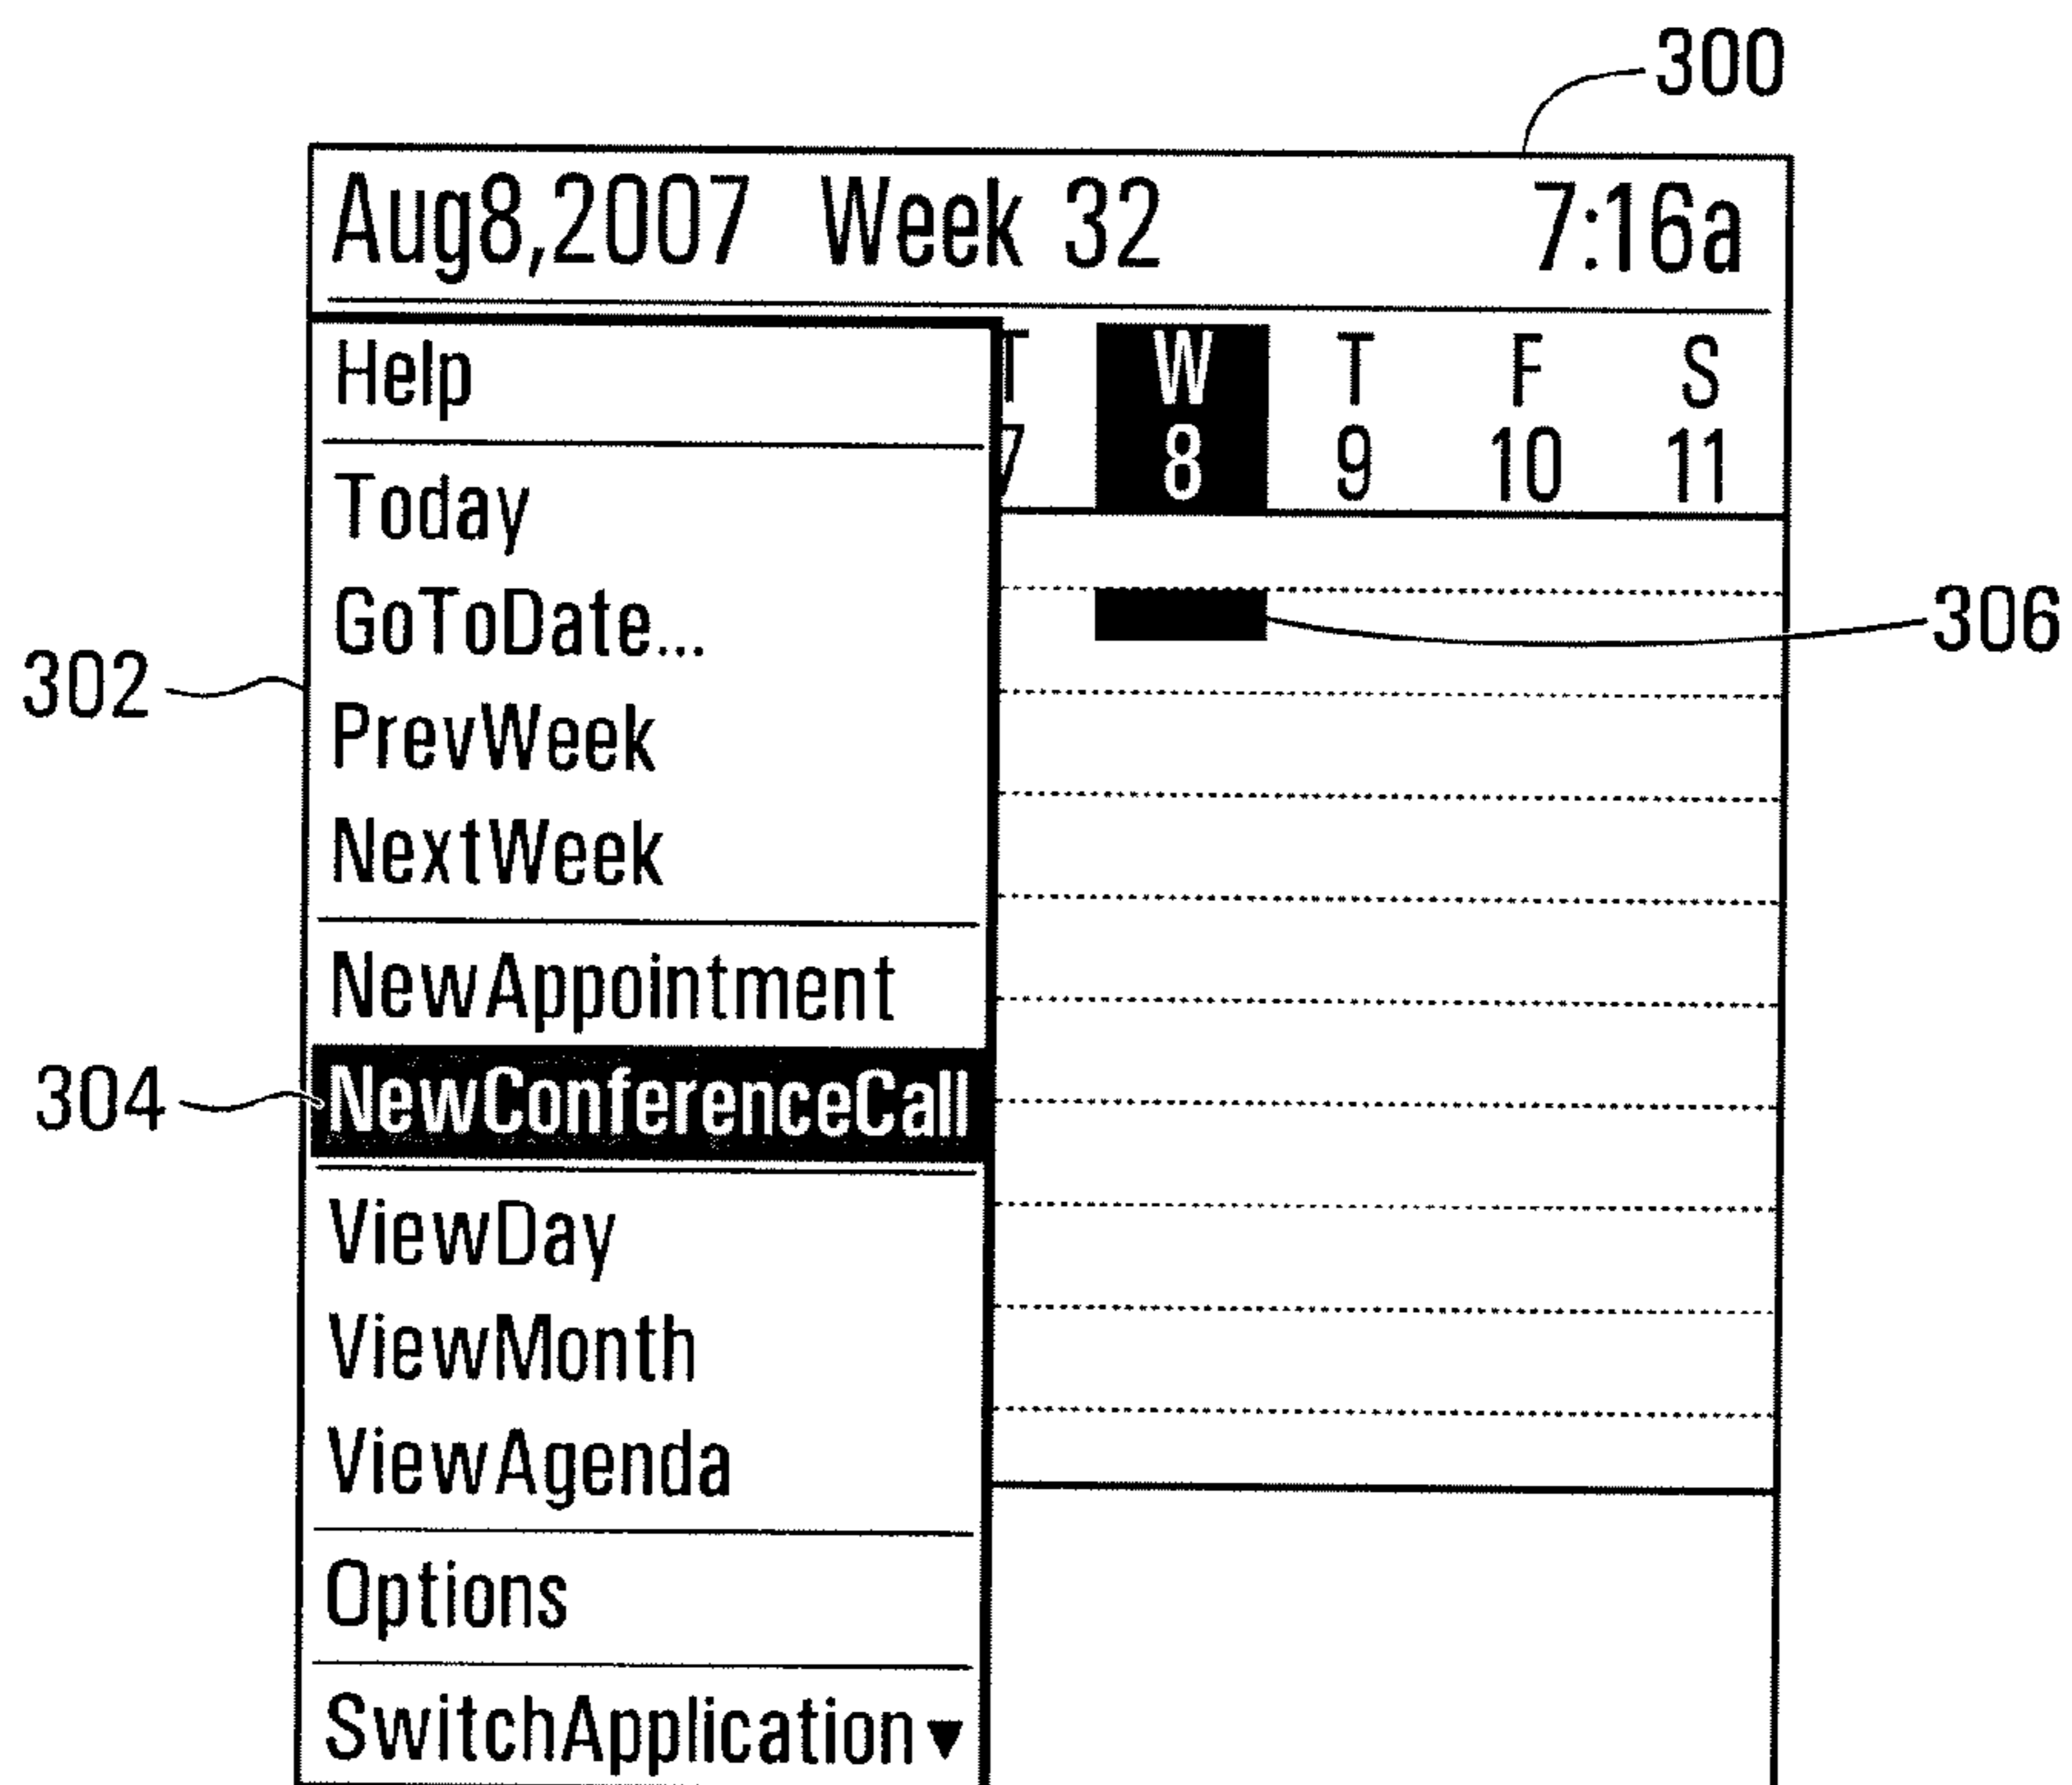 300
Aug8,2007 Week 32 7:16a
Help
T W T F S
7 8 9 10 11
Today
GoToDate...
306
302
PrevWeek
NextWeek
NewAppointment
304
NewConferenceCall
ViewDay
ViewMonth
ViewAgenda
Options
SwitchApplication▼